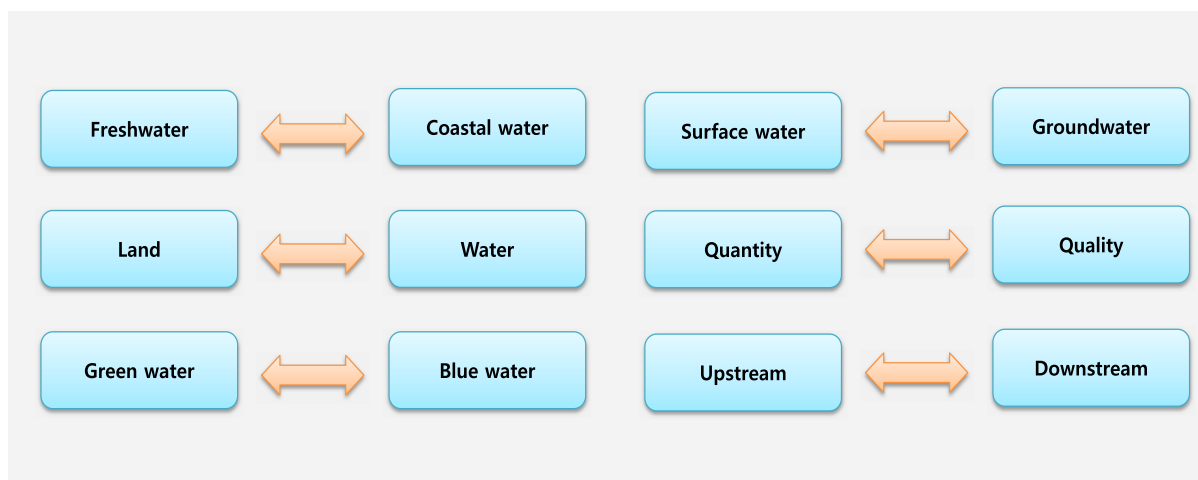 Freshwater
Coastal water
Surface water
Groundwater
Land
Water
Quantity
Quality
Green water
Blue water
Upstream
Downstream